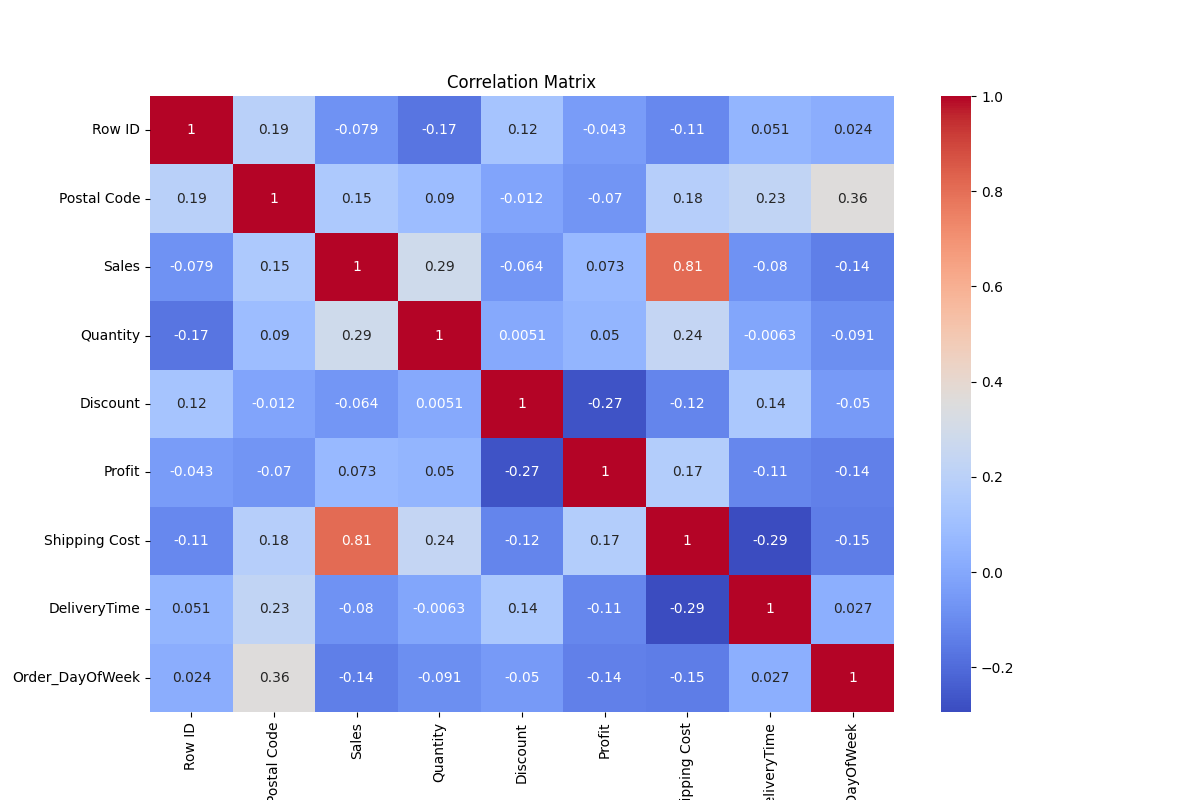 Correlation Matrix
Row ID 1 0.19 -0.079 -0.17 0.12 -0.043 -0.11 0.051 0.024
Postal Code 0.19 1 0.15 0.09 -0.012 -0.07 0.18 0.23 0.36
Sales -0.079 0.15 1 0.29 -0.064 0.073 0.81 -0.08 -0.14
Quantity -0.17 0.09 0.29 1 0.0051 0.05 0.24 -0.0063 -0.091
Discount 0.12 -0.012 -0.064 0.0051 1 -0.27 -0.12 0.14 -0.05
Profit -0.043 -0.07 0.073 0.05 -0.27 1 0.17 -0.11 -0.14
Shipping Cost -0.11 0.18 0.81 0.24 -0.12 0.17 1 -0.29 -0.15
DeliveryTime 0.051 0.23 -0.08 -0.0063 0.14 -0.11 -0.29 1 0.027
Order_DayOfWeek 0.024 0.36 -0.14 -0.091 -0.05 -0.14 -0.15 0.027 1
Row ID
Postal Code
Sales
Quantity
Discount
Profit
ipping Cost
eliveryTime
DayOfWeek
1.0
0.8
0.6
0.4
0.2
0.0
−0.2